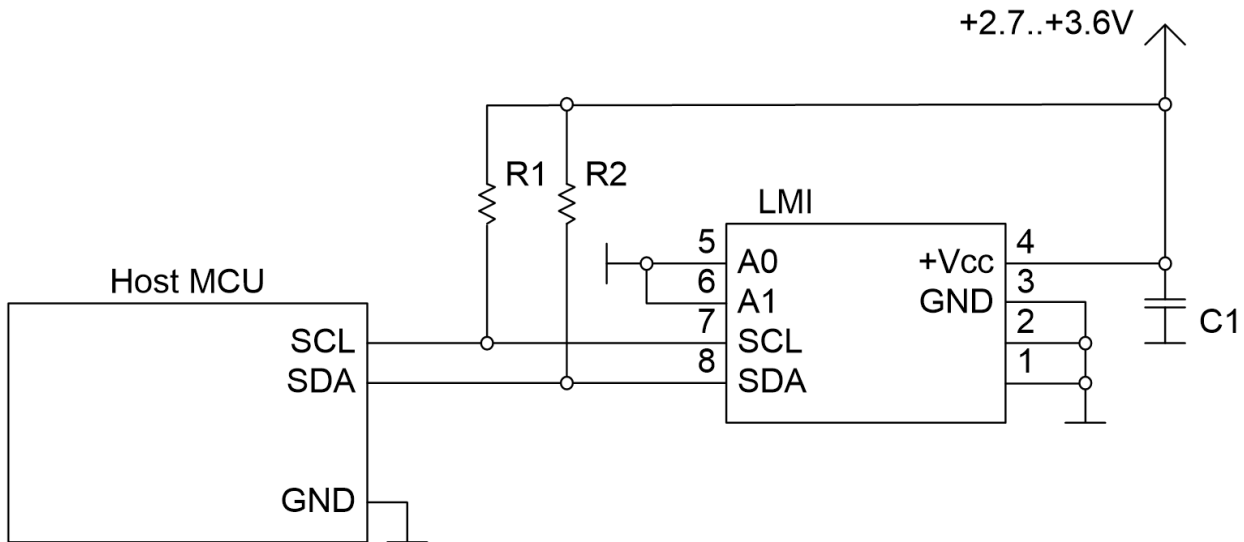 +2.7..+3.6V
R1 R2
LMI
5 A0 +Vcc 4
6 A1 GND 3
7 SCL 2
8 SDA 1
Host MCU
SCL
SDA
GND
C1